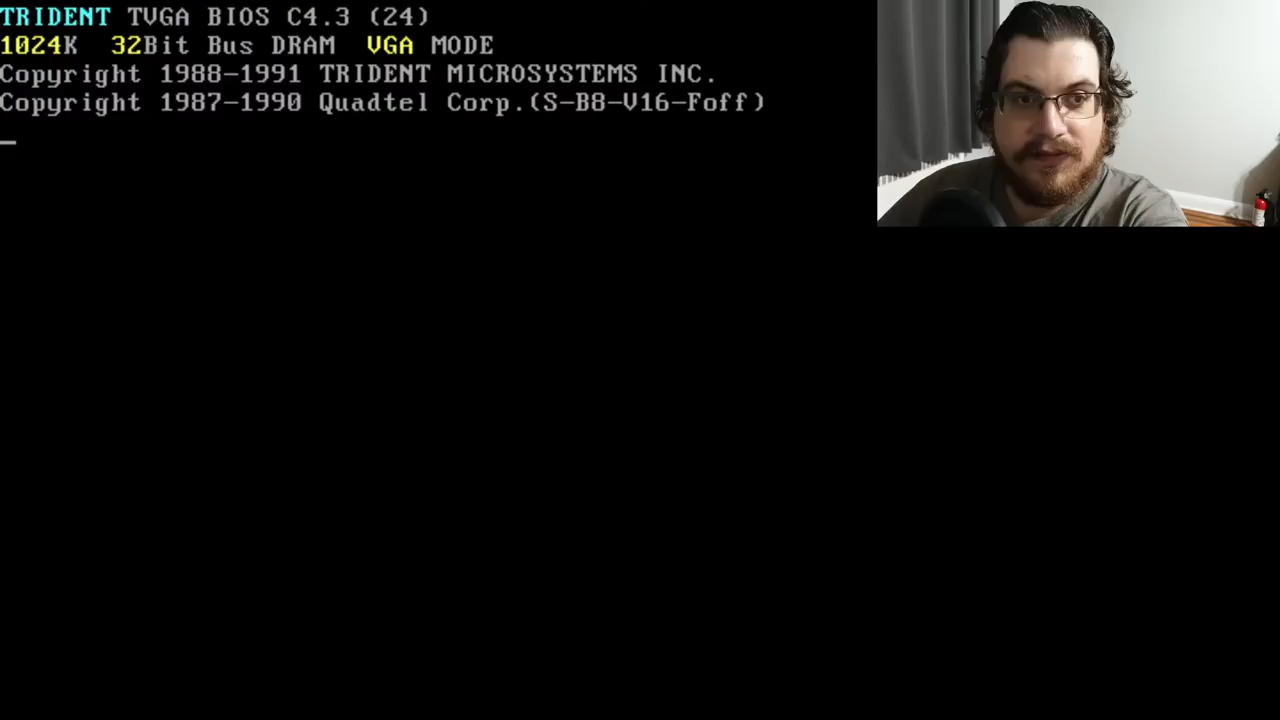 TRIDENT TVGA BIOS C4.3 (24)
1024K  32Bit Bus DRAM  VGA MODE
Copyright 1988-1991 TRIDENT MICROSYSTEMS INC.
Copyright 1987-1990 Quadtel Corp.(S-B8-V16-Foff)
_